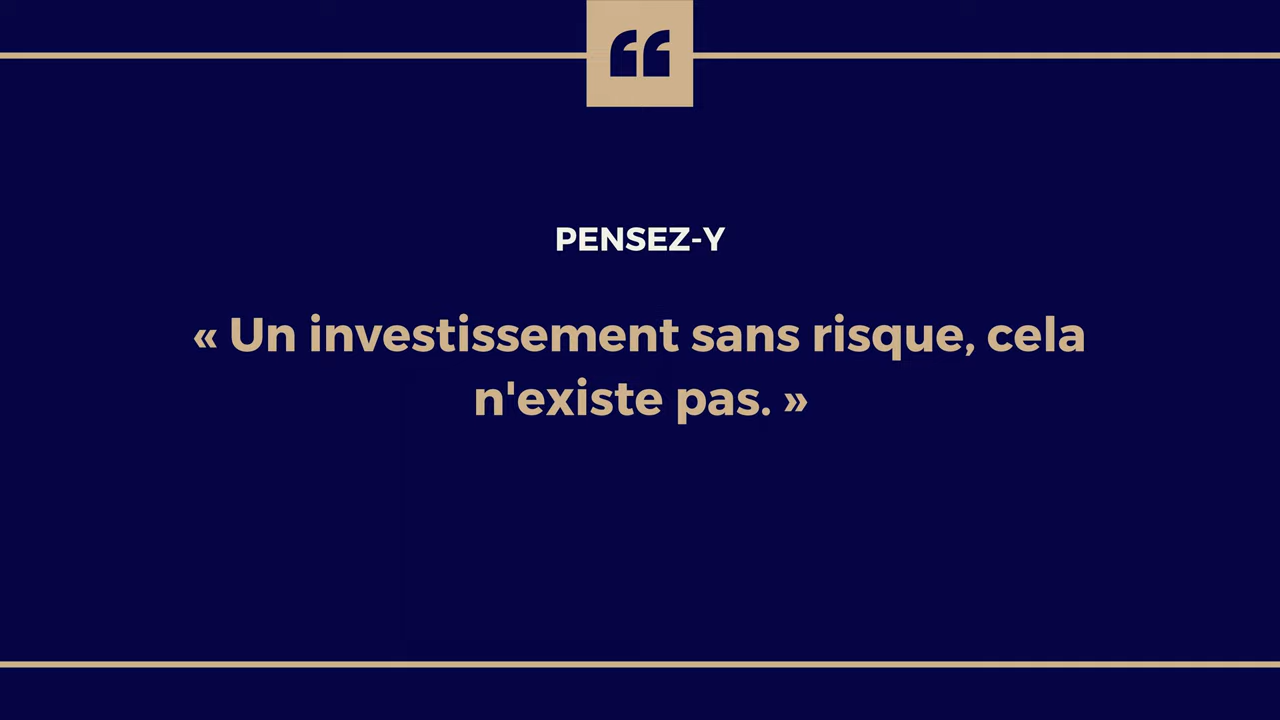 PENSEZ-Y
« Un investissement sans risque, cela
n'existe pas. »